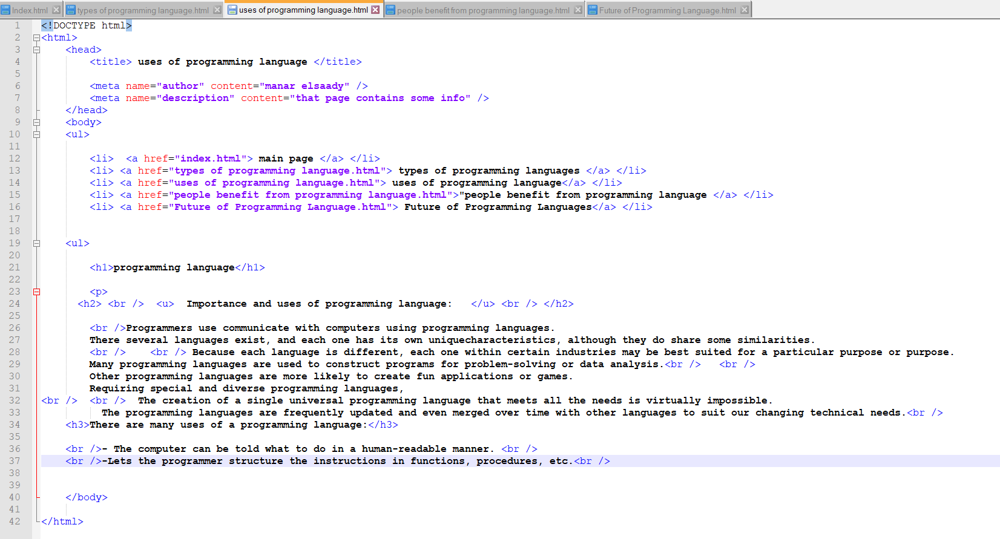 Index.html types of programming language.html uses of programming language.html people benefit from programming language.html Future of Programming Language.html
1 <!DOCTYPE html>
2 <html>
3 <head>
4 <title> uses of programming language </title>
5
6 <meta name="author" content="manar elsaady" />
7 <meta name="description" content="that page contains some info" />
8 </head>
9 <body>
10 <ul>
11
12 <li>  <a href="index.html"> main page </a> </li>
13 <li> <a href="types of programming language.html"> types of programming languages </a> </li>
14 <li> <a href="uses of programming language.html"> uses of programming language</a> </li>
15 <li> <a href="people benefit from programming language.html">"people benefit from programming language </a> </li>
16 <li> <a href="Future of Programming Language.html"> Future of Programming Languages</a> </li>
17
18
19 <ul>
20
21 <h1>programming language</h1>
22
23 <p>
24 <h2> <br />  <u>  Importance and uses of programming language:   </u> <br /> </h2>
25
26 <br />Programmers use communicate with computers using programming languages.
27 There several languages exist, and each one has its own uniquecharacteristics, although they do share some similarities.
28 <br />    <br /> Because each language is different, each one within certain industries may be best suited for a particular purpose or purpose.
29 Many programming languages are used to construct programs for problem-solving or data analysis.<br />   <br />
30 Other programming languages are more likely to create fun applications or games.
31 Requiring special and diverse programming languages,
32 <br />  <br />  The creation of a single universal programming language that meets all the needs is virtually impossible.
33 The programming languages are frequently updated and even merged over time with other languages to suit our changing technical needs.<br />
34 <h3>There are many uses of a programming language:</h3>
35
36 <br />- The computer can be told what to do in a human-readable manner. <br />
37 <br />-Lets the programmer structure the instructions in functions, procedures, etc.<br />
38
39
40 </body>
41
42 </html>